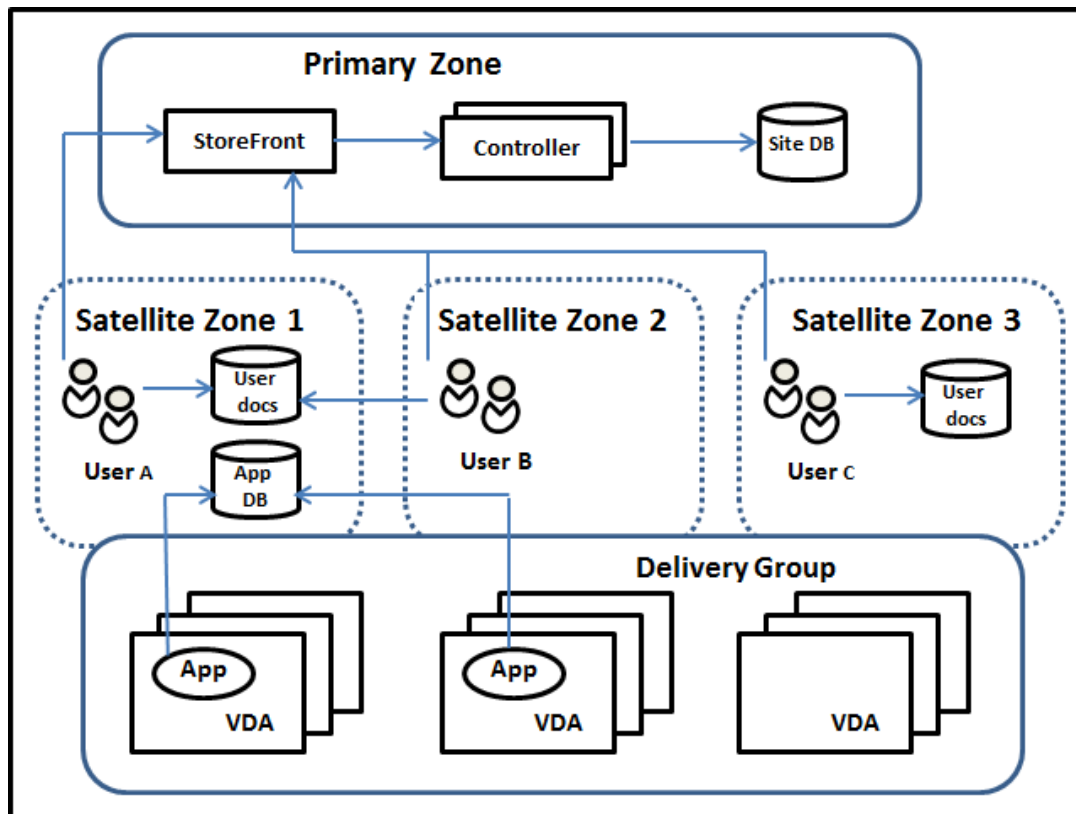 Primary Zone
StoreFront
Controller
Site DB
Satellite Zone 1
Satellite Zone 2
Satellite Zone 3
User
docs
User
docs
User A
User B
User C
App
DB
Delivery Group
App
VDA
App
VDA
VDA